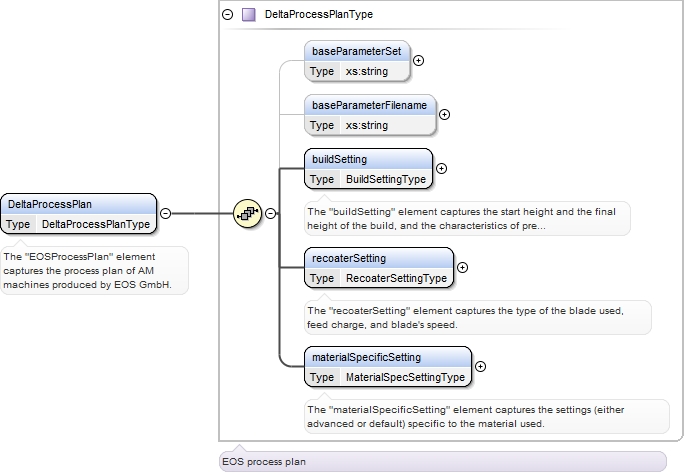 DeltaProcessPlanType
baseParameterSet
Type xs:string
baseParameterFilename
Type xs:string
buildSetting
Type BuildSettingType
The "buildSetting" element captures the start height and the final
height of the build, and the characteristics of pre...
DeltaProcessPlan
Type DeltaProcessPlanType
The "EOSProcessPlan" element
captures the process plan of AM
machines produced by EOS GmbH.
recoaterSetting
Type RecoaterSettingType
The "recoaterSetting" element captures the type of the blade used,
feed charge, and blade's speed.
materialSpecificSetting
Type MaterialSpecSettingType
The "materialSpecificSetting" element captures the settings (either
advanced or default) specific to the material used.
EOS process plan